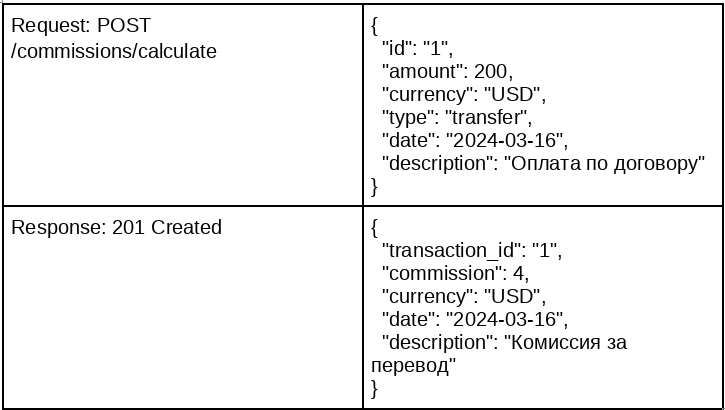 Request: POST
/commissions/calculate
{
"id": "1",
"amount": 200,
"currency": "USD",
"type": "transfer",
"date": "2024-03-16",
"description": "Оплата по договору"
}
Response: 201 Created
{
"transaction_id": "1",
"commission": 4,
"currency": "USD",
"date": "2024-03-16",
"description": "Комиссия за
перевод"
}